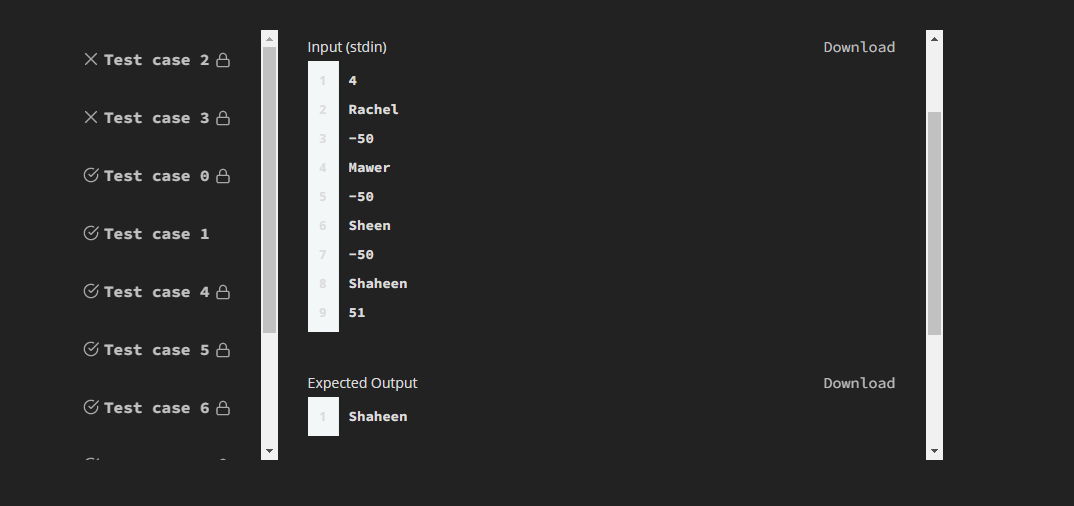 Test case 2
Test case 3
Test case 0
Test case 1
Test case 4
Test case 5
Test case 6
Input (stdin)
Download
1 4
2 Rachel
3 -50
4 Mawer
5 -50
6 Sheen
7 -50
8 Shaheen
9 51
Expected Output
Download
1 Shaheen